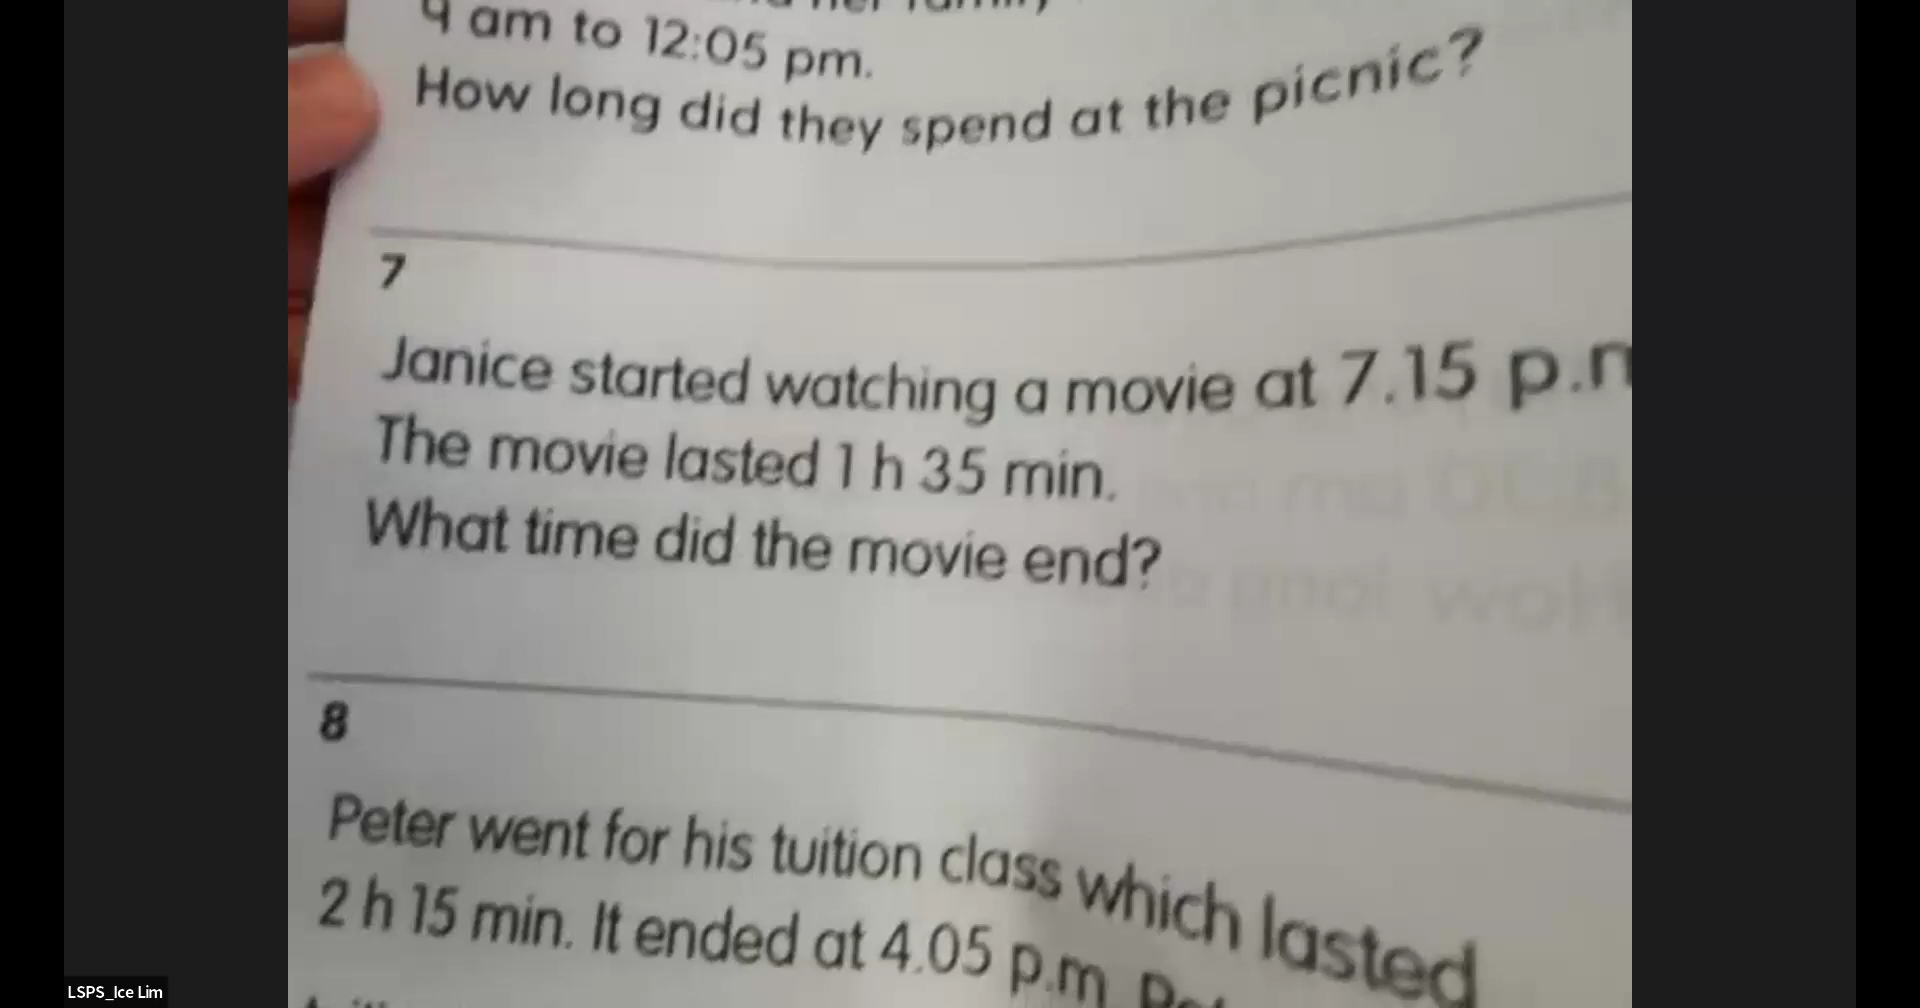 9 am to 12:05 pm.
How long did they spend at the picnic?
7
Janice started watching a movie at 7.15 p.m
The movie lasted 1 h 35 min.
What time did the movie end?
8
Peter went for his tuition class which lasted
2 h 15 min. It ended at 4.05 p.m
LSPS_Ice Lim